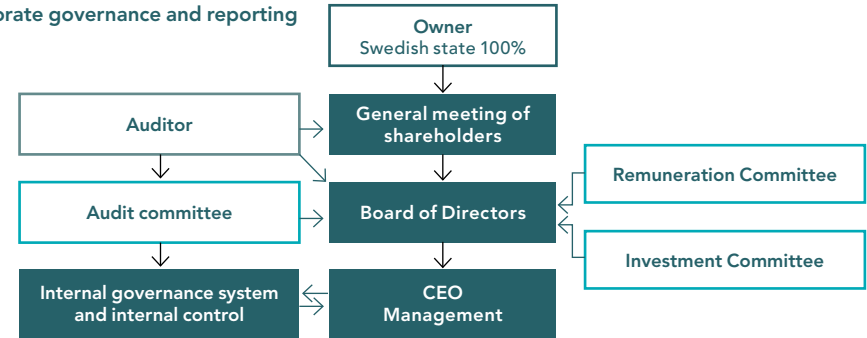 orate governance and reporting
Owner
Swedish state 100%
Auditor
General meeting of
shareholders
Remuneration Committee
Audit committee
Board of Directors
Investment Committee
Internal governance system
and internal control
CEO
Management